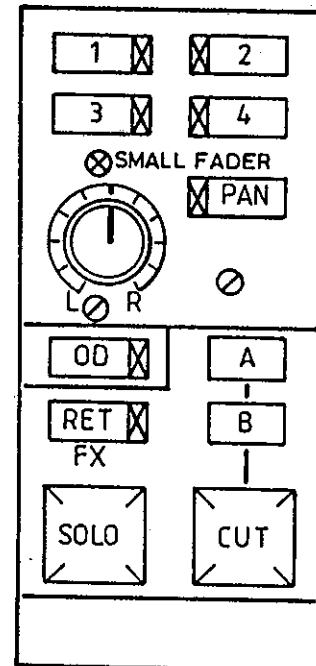 1 2
3 4
SMALL FADER
PAN
L R
OD A
RET B
FX
SOLO CUT